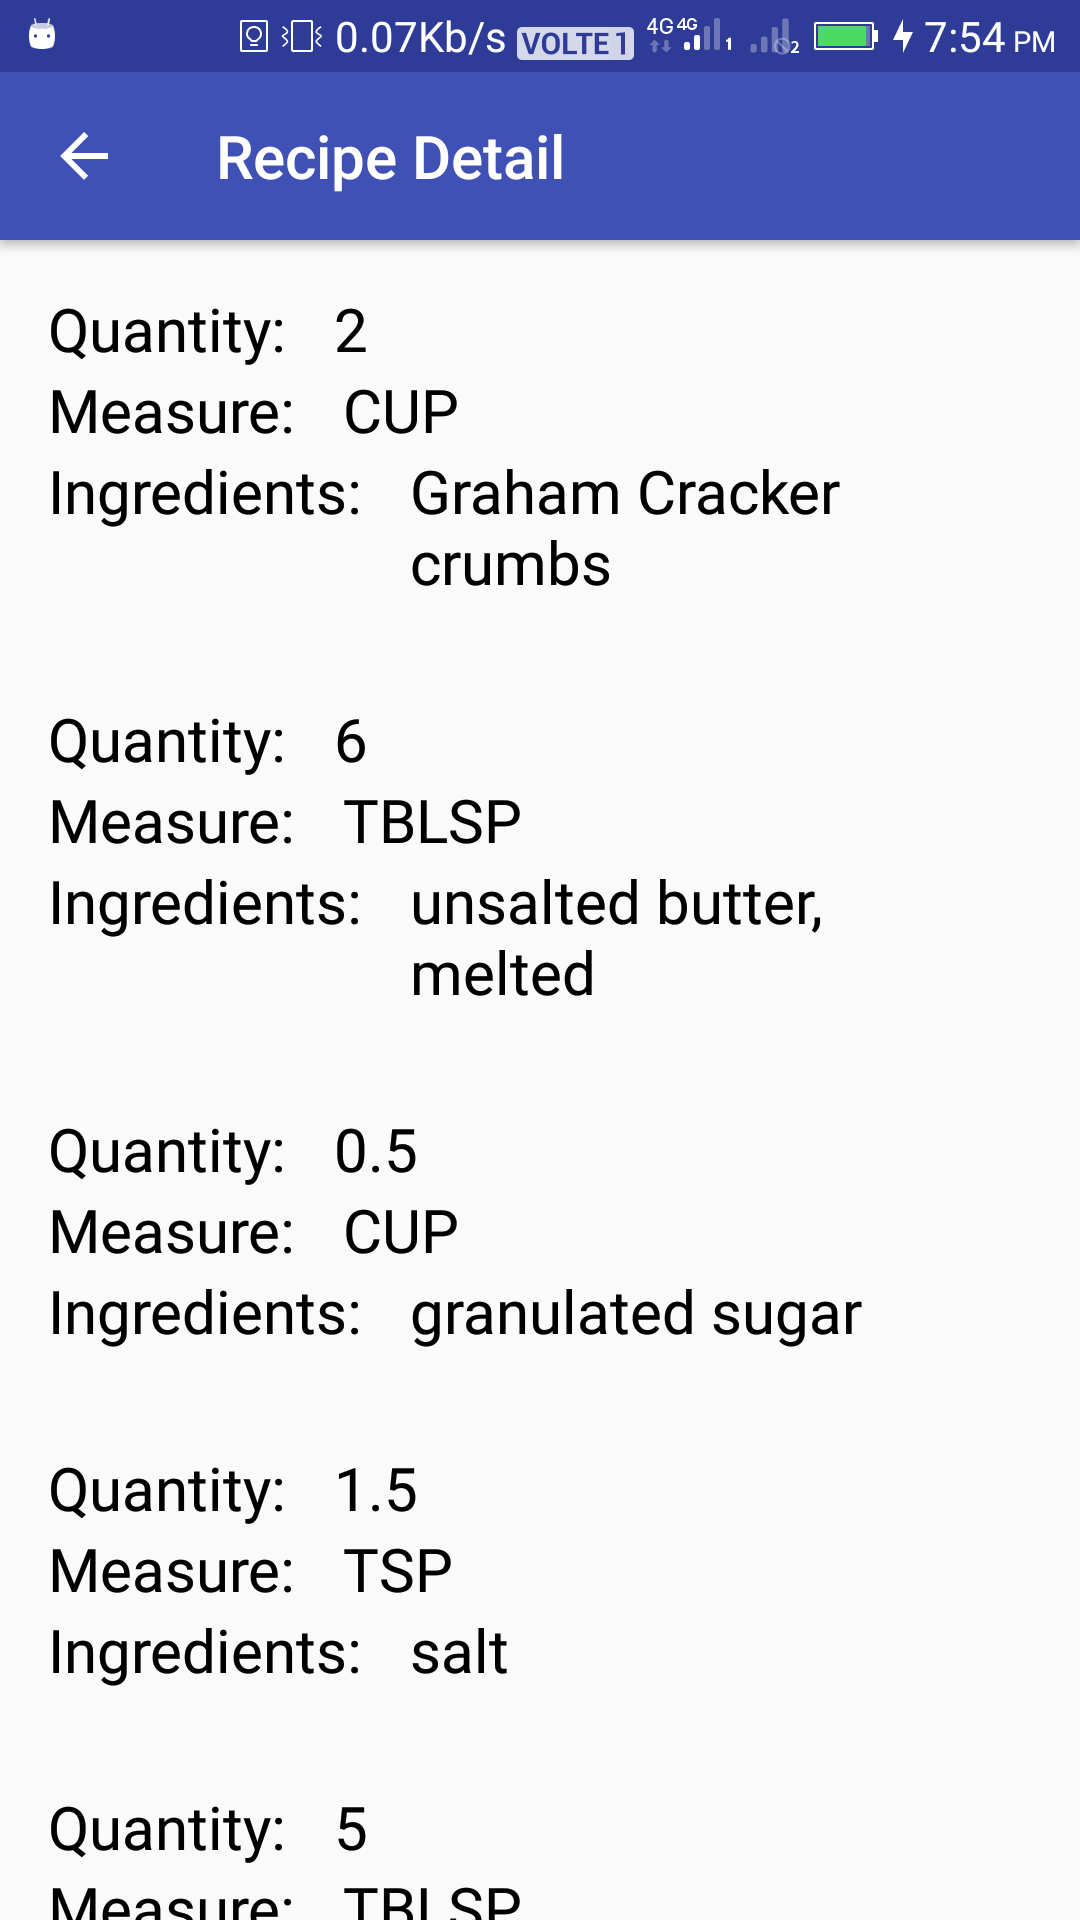 0.07Kb/s VOLTE 1 4G 4G 1 2 7:54 PM
Recipe Detail
Quantity: 2
Measure: CUP
Ingredients: Graham Cracker
crumbs
Quantity: 6
Measure: TBLSP
Ingredients: unsalted butter,
melted
Quantity: 0.5
Measure: CUP
Ingredients: granulated sugar
Quantity: 1.5
Measure: TSP
Ingredients: salt
Quantity: 5
Measure: TBLSP